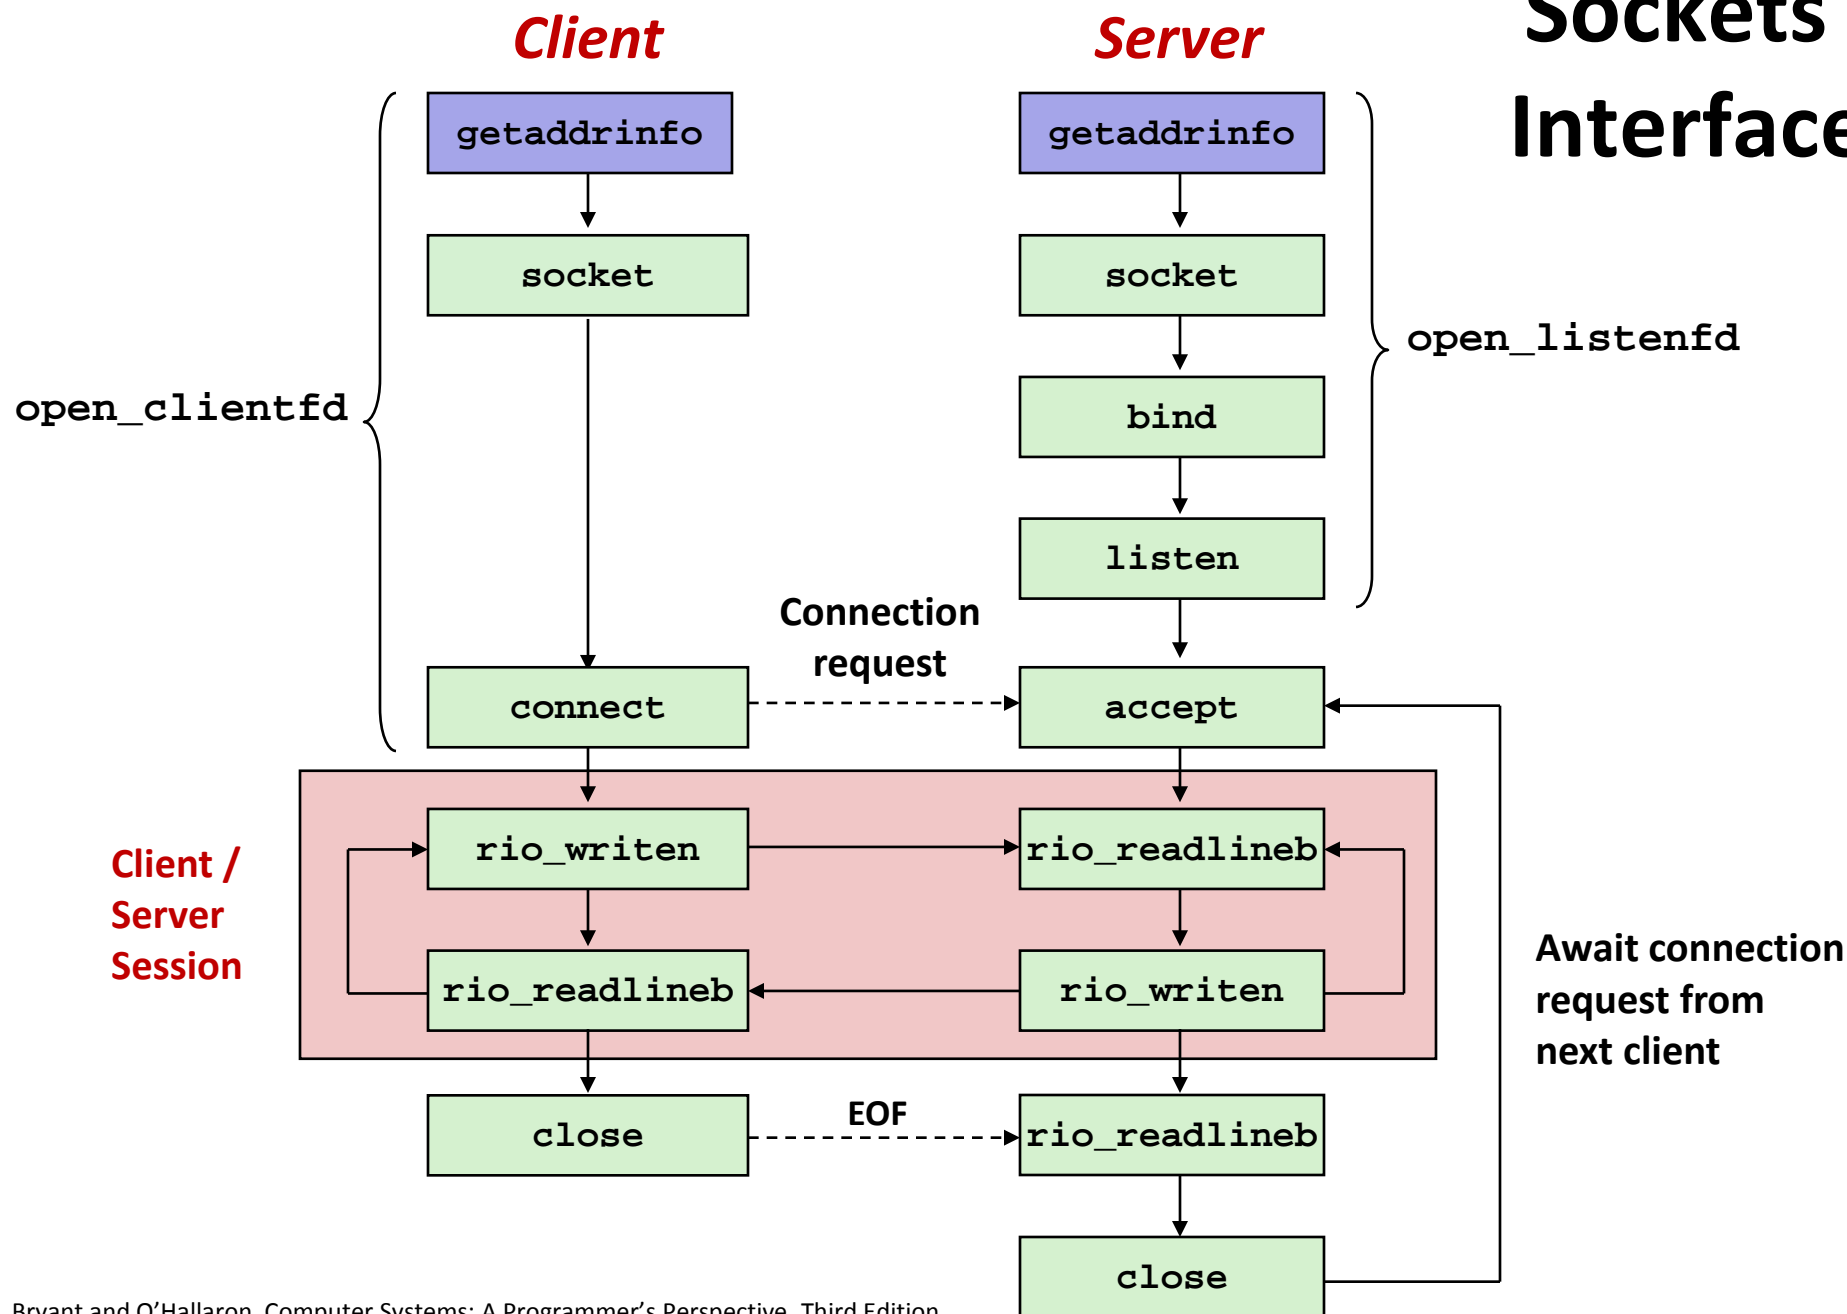 Sockets
Interface
Client
Server
getaddrinfo
getaddrinfo
socket
socket
open_listenfd
bind
open_clientfd
listen
Connection
request
connect
accept
Client /
Server
Session
rio_writen
rio_readlineb
rio_readlineb
rio_writen
Await connection
request from
next client
close
EOF
rio_readlineb
close
Bryant and O'Hallaron, Computer Systems: A Programmer's Perspective, Third Edition